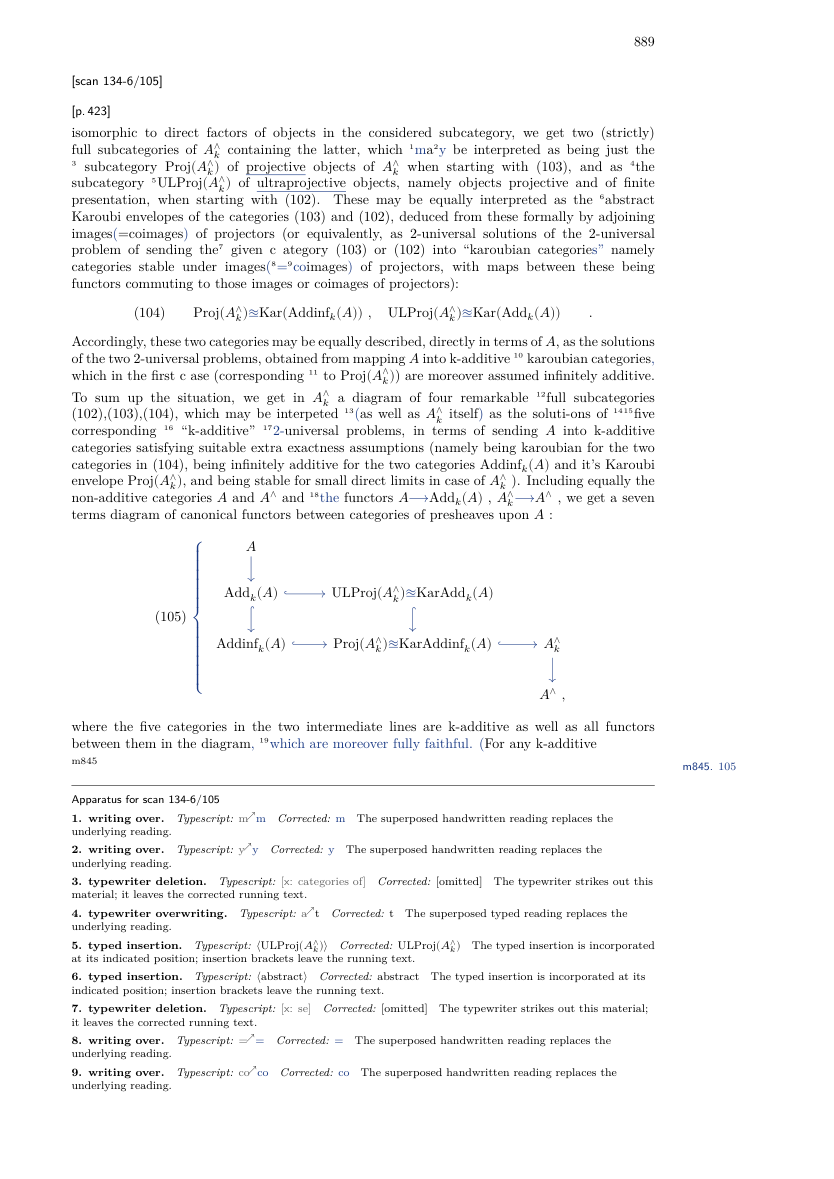 889
[scan 134-6/105]
[p. 423]
isomorphic to direct factors of objects in the considered subcategory, we get two (strictly)
full subcategories of A_k^∧ containing the latter, which ¹ma²y be interpreted as being just the
³ subcategory Proj(A_k^∧) of projective objects of A_k^∧ when starting with (103), and as ⁴the
subcategory ⁵ULProj(A_k^∧) of ultraprojective objects, namely objects projective and of finite
presentation, when starting with (102). These may be equally interpreted as the ⁶abstract
Karoubi envelopes of the categories (103) and (102), deduced from these formally by adjoining
images(=coimages) of projectors (or equivalently, as 2-universal solutions of the 2-universal
problem of sending the⁷ given c ategory (103) or (102) into “karoubian categories” namely
categories stable under images(⁸=⁹coimages) of projectors, with maps between these being
functors commuting to those images or coimages of projectors):
(104) Proj(A_k^∧)≋Kar(Addinf_k(A)) , ULProj(A_k^∧)≋Kar(Add_k(A)) .
Accordingly, these two categories may be equally described, directly in terms of A, as the solutions
of the two 2-universal problems, obtained from mapping A into k-additive ¹⁰ karoubian categories,
which in the first c ase (corresponding ¹¹ to Proj(A_k^∧)) are moreover assumed infinitely additive.
To sum up the situation, we get in A_k^∧ a diagram of four remarkable ¹²full subcategories
(102),(103),(104), which may be interpeted ¹³(as well as A_k^∧ itself) as the soluti-ons of ¹⁴¹⁵five
corresponding ¹⁶ “k-additive” ¹⁷2-universal problems, in terms of sending A into k-additive
categories satisfying suitable extra exactness assumptions (namely being karoubian for the two
categories in (104), being infinitely additive for the two categories Addinf_k(A) and it’s Karoubi
envelope Proj(A_k^∧), and being stable for small direct limits in case of A_k^∧ ). Including equally the
non-additive categories A and A^∧ and ¹⁸the functors A⟶Add_k(A) , A_k^∧⟶A^∧ , we get a seven
terms diagram of canonical functors between categories of presheaves upon A :
A
Add_k(A) ↪ ULProj(A_k^∧)≋KarAdd_k(A)
(105)
Addinf_k(A) ↪ Proj(A_k^∧)≋KarAddinf_k(A) ↪ A_k^∧
A^∧ ,
where the five categories in the two intermediate lines are k-additive as well as all functors
between them in the diagram, ¹⁹which are moreover fully faithful. (For any k-additive
m845
m845. 105
Apparatus for scan 134-6/105
1. writing over. Typescript: m↗m Corrected: m The superposed handwritten reading replaces the
underlying reading.
2. writing over. Typescript: y↗y Corrected: y The superposed handwritten reading replaces the
underlying reading.
3. typewriter deletion. Typescript: [x: categories of] Corrected: [omitted] The typewriter strikes out this
material; it leaves the corrected running text.
4. typewriter overwriting. Typescript: a↗t Corrected: t The superposed typed reading replaces the
underlying reading.
5. typed insertion. Typescript: ⟨ULProj(A_k^∧)⟩ Corrected: ULProj(A_k^∧) The typed insertion is incorporated
at its indicated position; insertion brackets leave the running text.
6. typed insertion. Typescript: ⟨abstract⟩ Corrected: abstract The typed insertion is incorporated at its
indicated position; insertion brackets leave the running text.
7. typewriter deletion. Typescript: [x: se] Corrected: [omitted] The typewriter strikes out this material;
it leaves the corrected running text.
8. writing over. Typescript: =↗= Corrected: = The superposed handwritten reading replaces the
underlying reading.
9. writing over. Typescript: co↗co Corrected: co The superposed handwritten reading replaces the
underlying reading.